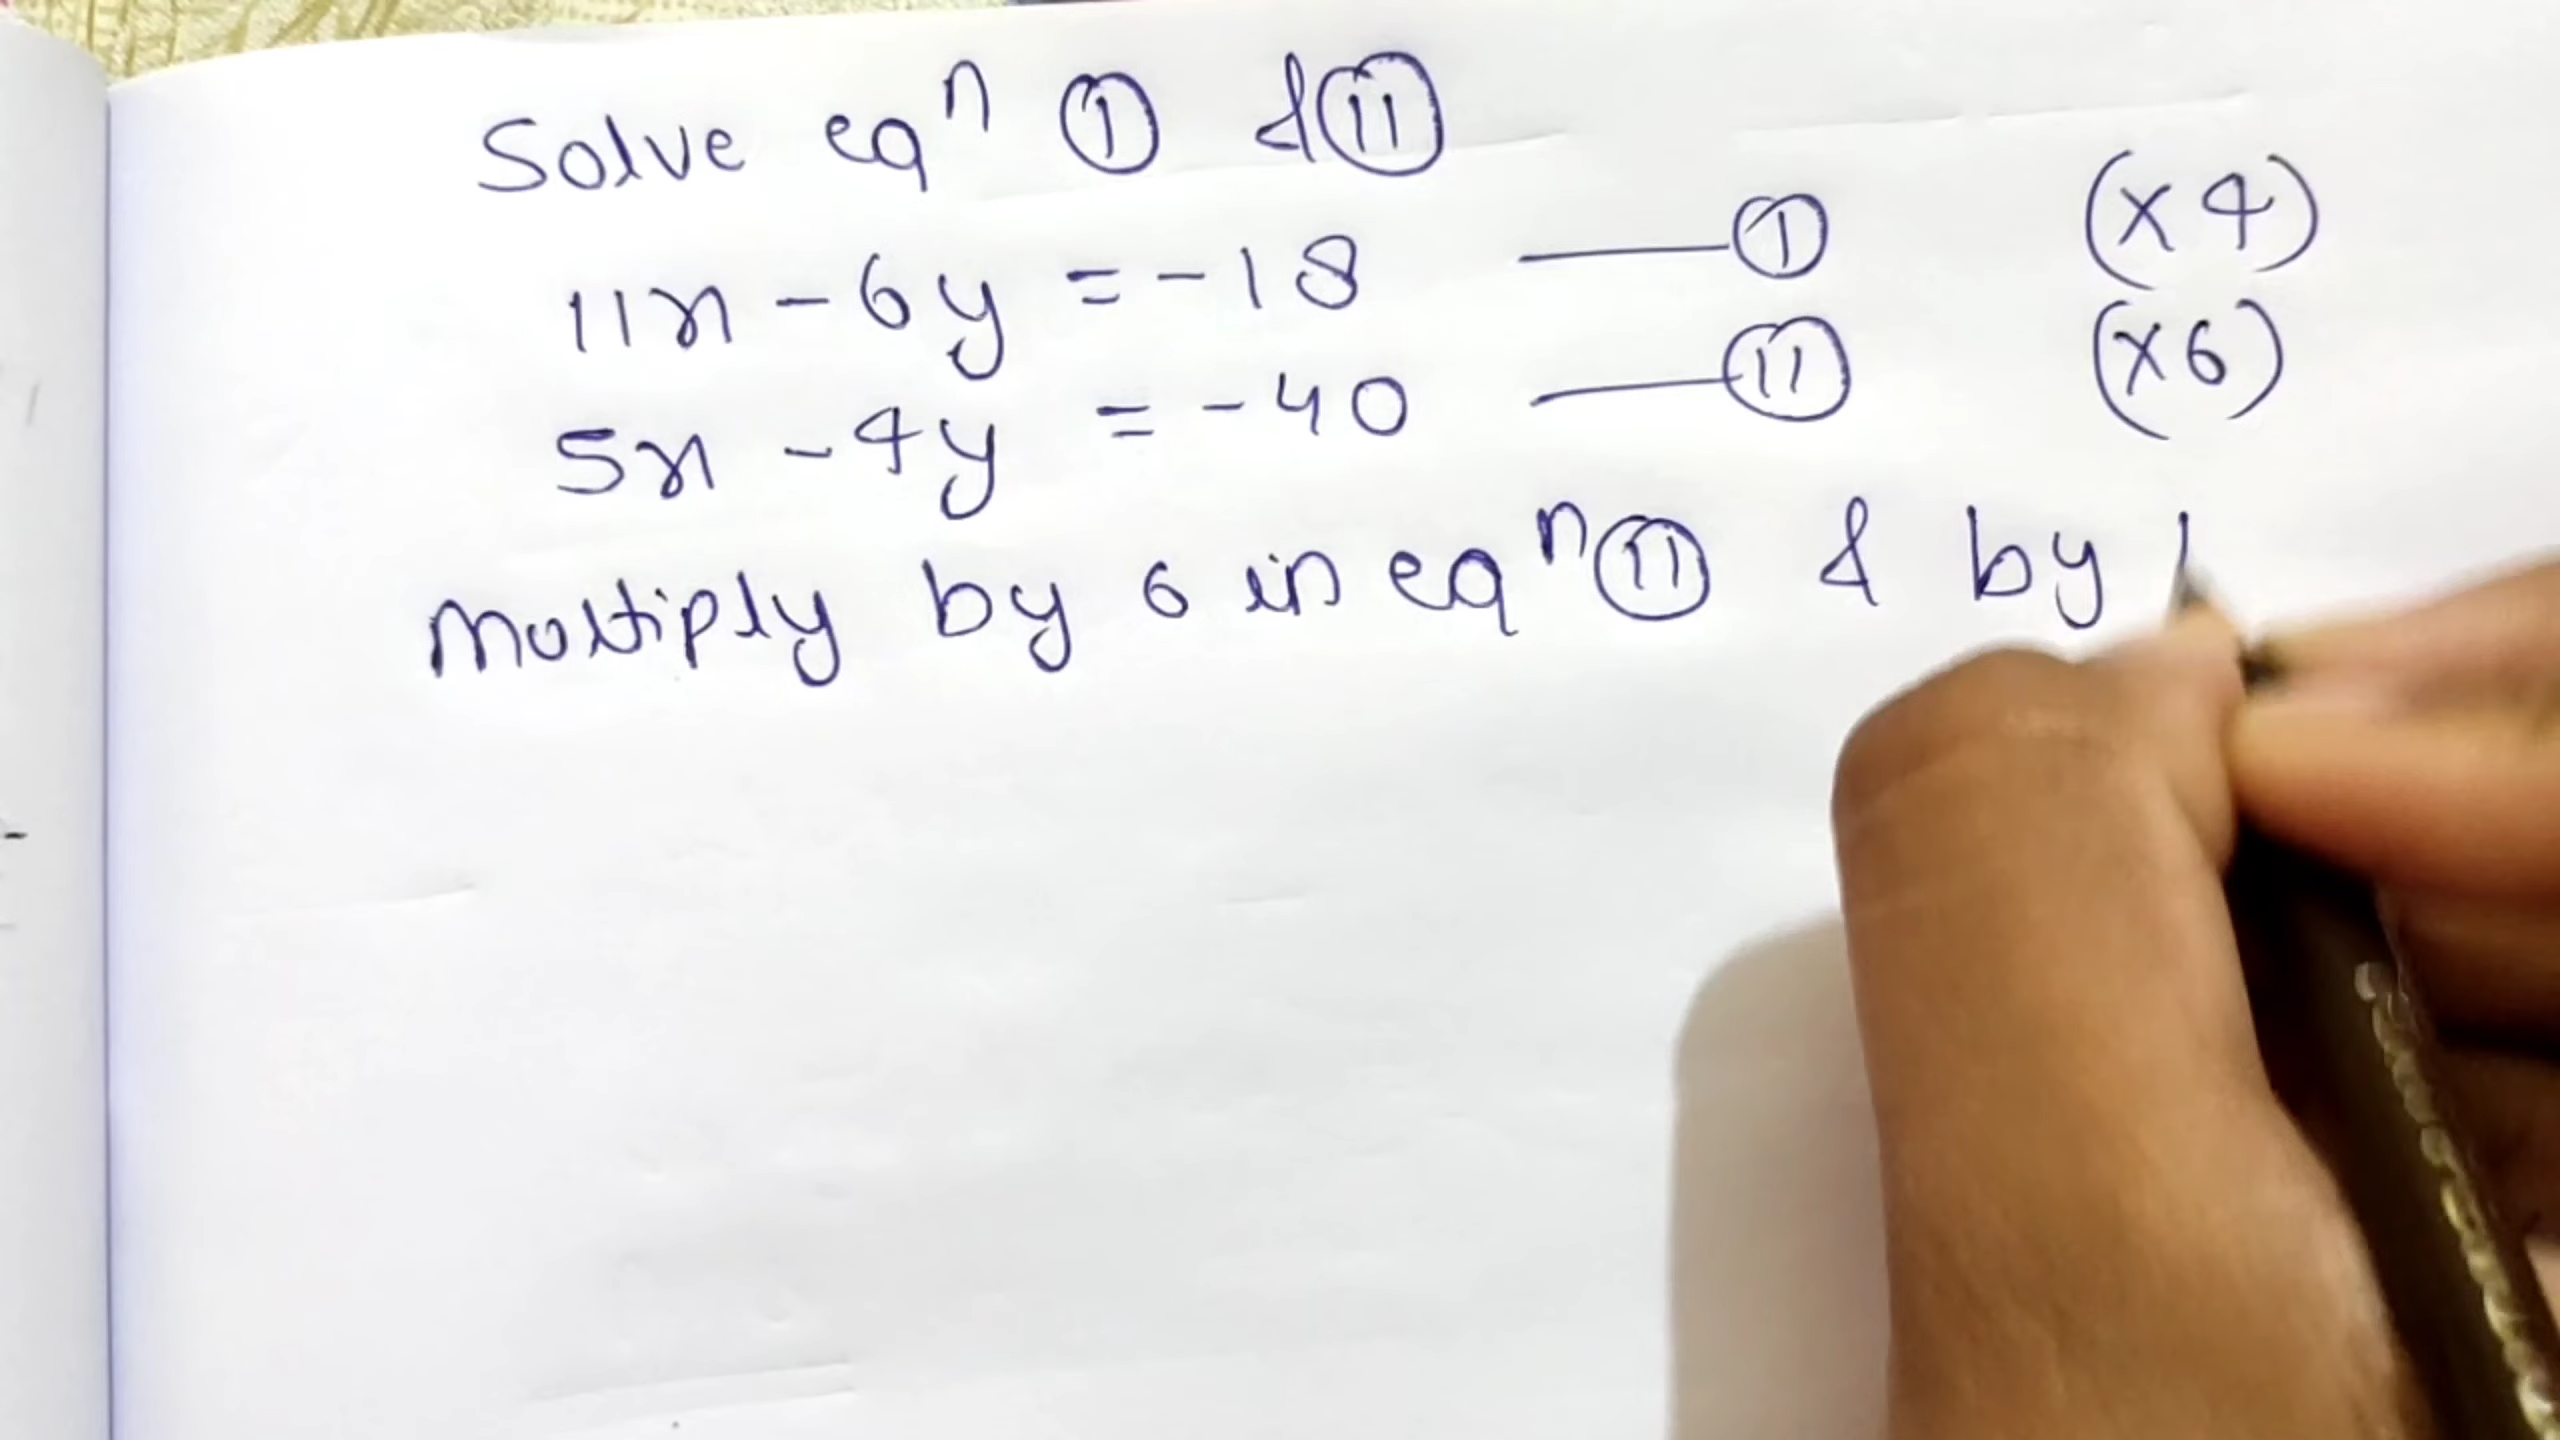 Solve eqⁿ ① & ⑪
11x - 6y = -18 —— ① (×4)
5x - 4y = -40 —— ⑪ (×6)
Multiply by 6 in eqⁿ ⑪ & by